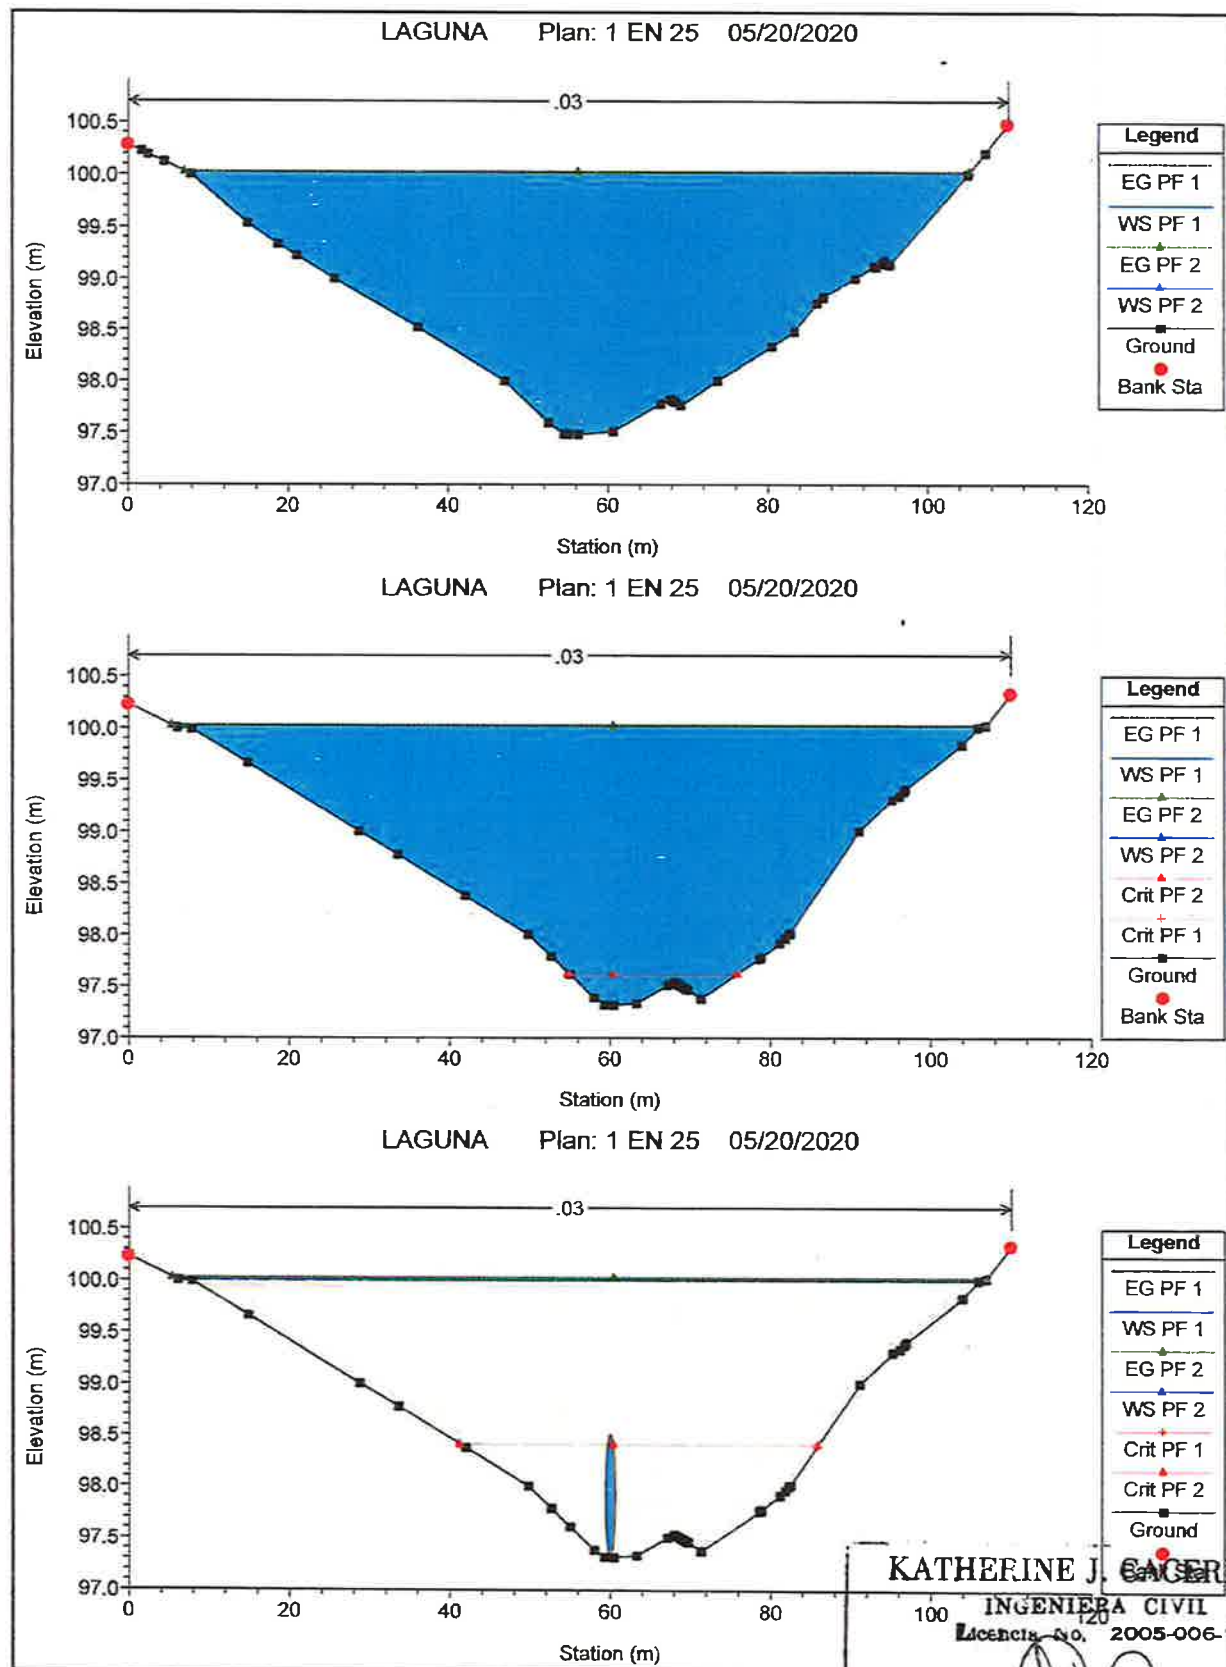 LAGUNA Plan: 1 EN 25 05/20/2020
.03
100.5
100.0
99.5
99.0
98.5
98.0
97.5
97.0
Elevation (m)
0 20 40 60 80 100 120
Station (m)
Legend
EG PF 1
WS PF 1
EG PF 2
WS PF 2
Ground
Bank Sta
LAGUNA Plan: 1 EN 25 05/20/2020
.03
100.5
100.0
99.5
99.0
98.5
98.0
97.5
97.0
Elevation (m)
0 20 40 60 80 100 120
Station (m)
Legend
EG PF 1
WS PF 1
EG PF 2
WS PF 2
Crit PF 2
Crit PF 1
Ground
Bank Sta
LAGUNA Plan: 1 EN 25 05/20/2020
.03
100.5
100.0
99.5
99.0
98.5
98.0
97.5
97.0
Elevation (m)
0 20 40 60 80 100 120
Station (m)
Legend
EG PF 1
WS PF 1
EG PF 2
WS PF 2
Crit PF 1
Crit PF 2
Ground
Bank Sta
KATHERINE J.
INGENIERA CIVIL
Licencia No. 2005-006-